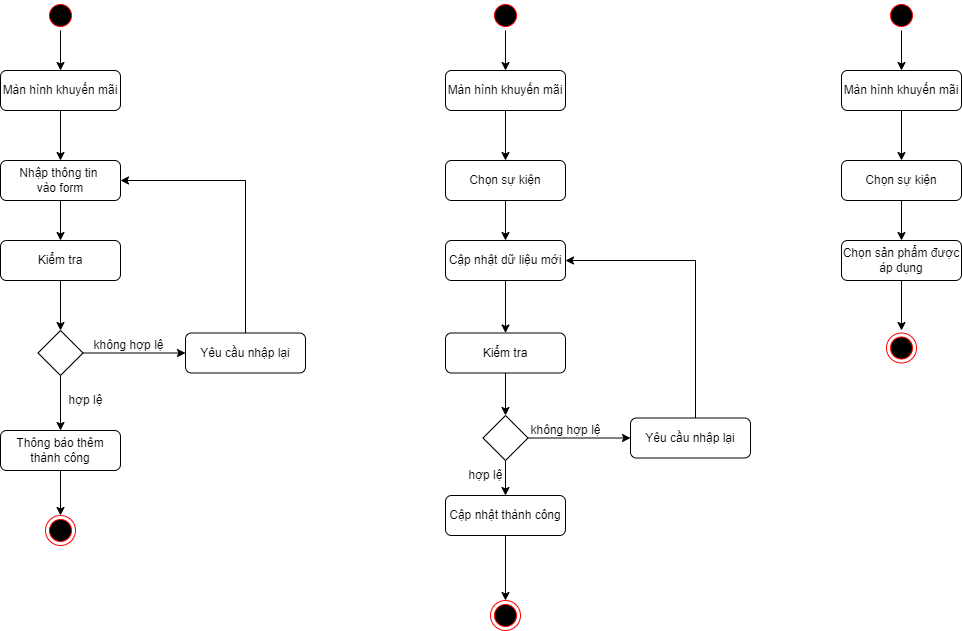 Màn hình khuyến mãi
Nhập thông tin
vào form
Kiểm tra
không hợp lệ
Yêu cầu nhập lại
hợp lệ
Thông báo thêm
thành công
Màn hình khuyến mãi
Chọn sự kiện
Cập nhật dữ liệu mới
Kiểm tra
không hợp lệ
Yêu cầu nhập lại
hợp lệ
Cập nhật thành công
Màn hình khuyến mãi
Chọn sự kiện
Chọn sản phẩm được
áp dụng